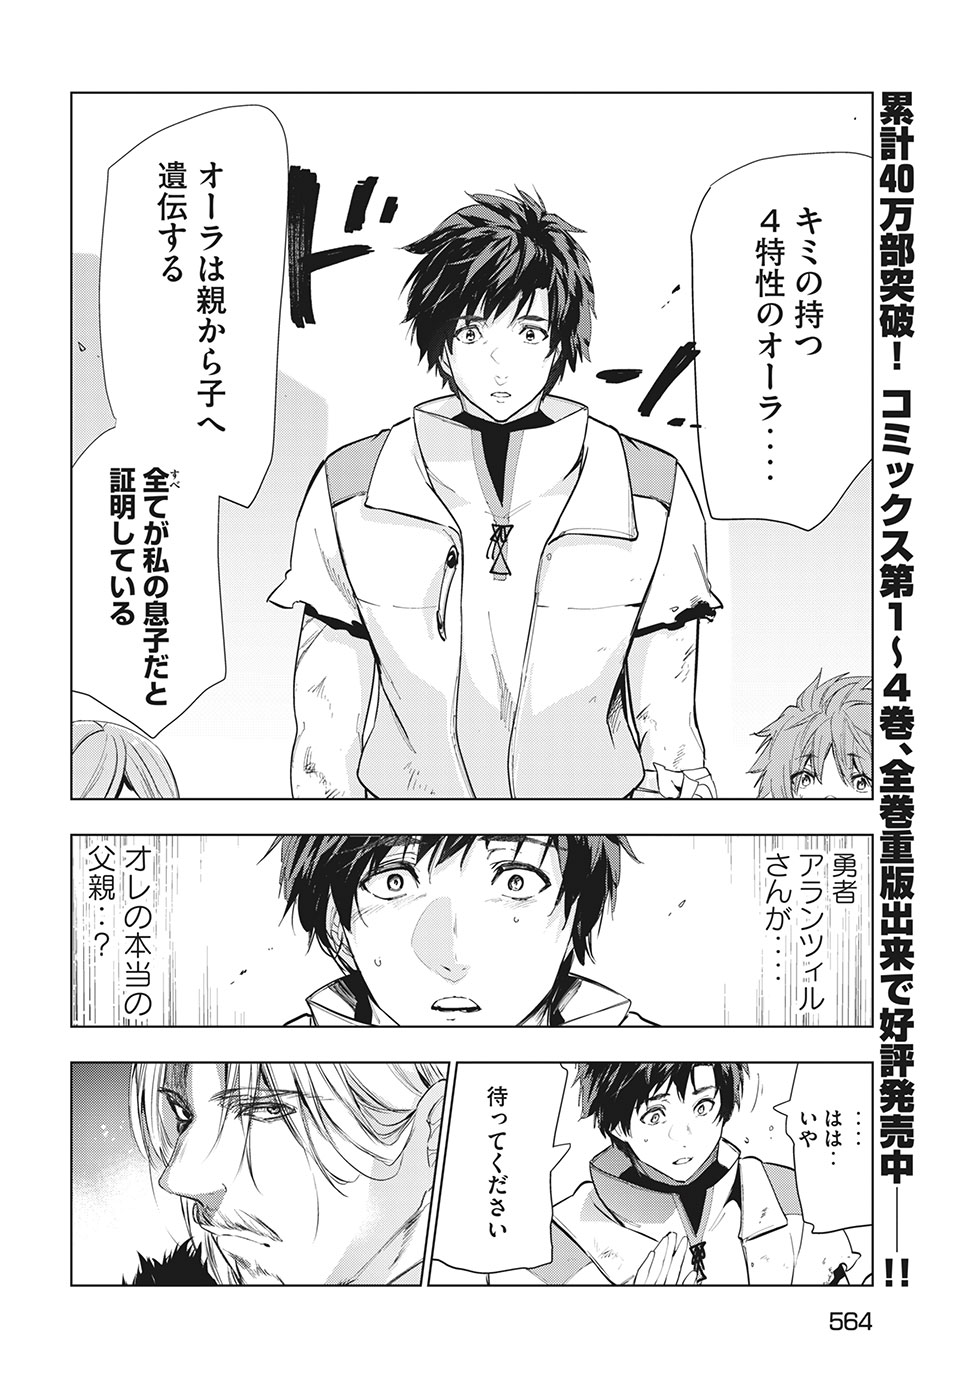 累計40万部突破！ コミックス第1〜4巻、全巻重版出来で好評発売中――!!
キミの持つ
4特性のオーラ‥‥
ドン
オーラは親から子へ
遺伝する
全てが私の息子だと
すべ
証明している
勇者
アランツィル
さんが‥‥
オレの本当の
父親‥?
‥‥
はは‥
いや
待ってください
564